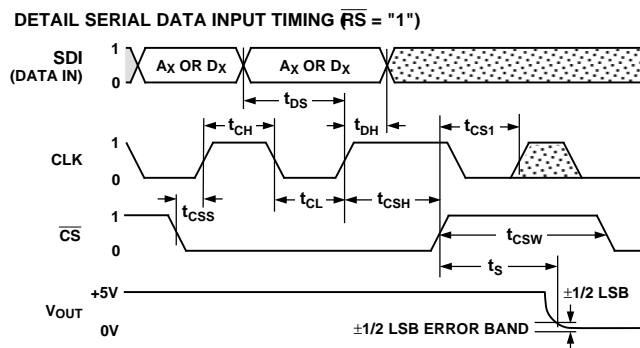 DETAIL SERIAL DATA INPUT TIMING (RS = "1")
SDI
(DATA IN)
1
0
AX OR DX
AX OR DX
tDS
tCH
tDH
tCS1
CLK
1
0
tCSS
tCL
tCSH
CS
1
0
tCSW
tS
VOUT
+5V
0V
±1/2 LSB
±1/2 LSB ERROR BAND